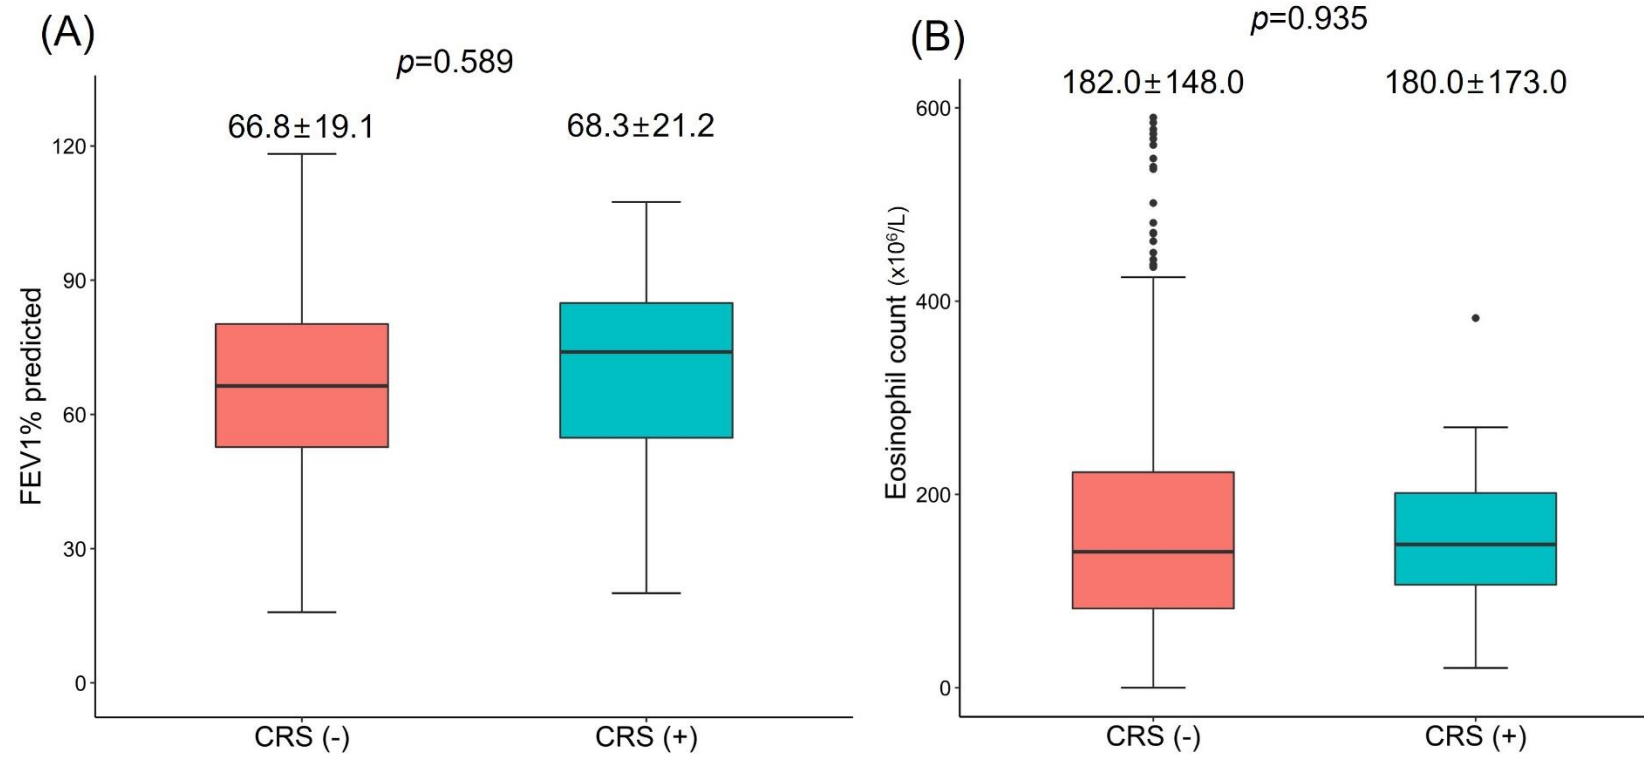 (A)
p=0.589
66.8±19.1
68.3±21.2
120
90
60
30
0
FEV1% predicted
CRS (-)
CRS (+)
(B)
p=0.935
182.0±148.0
180.0±173.0
600
400
200
0
Eosinophil count (x10⁶/L)
CRS (-)
CRS (+)